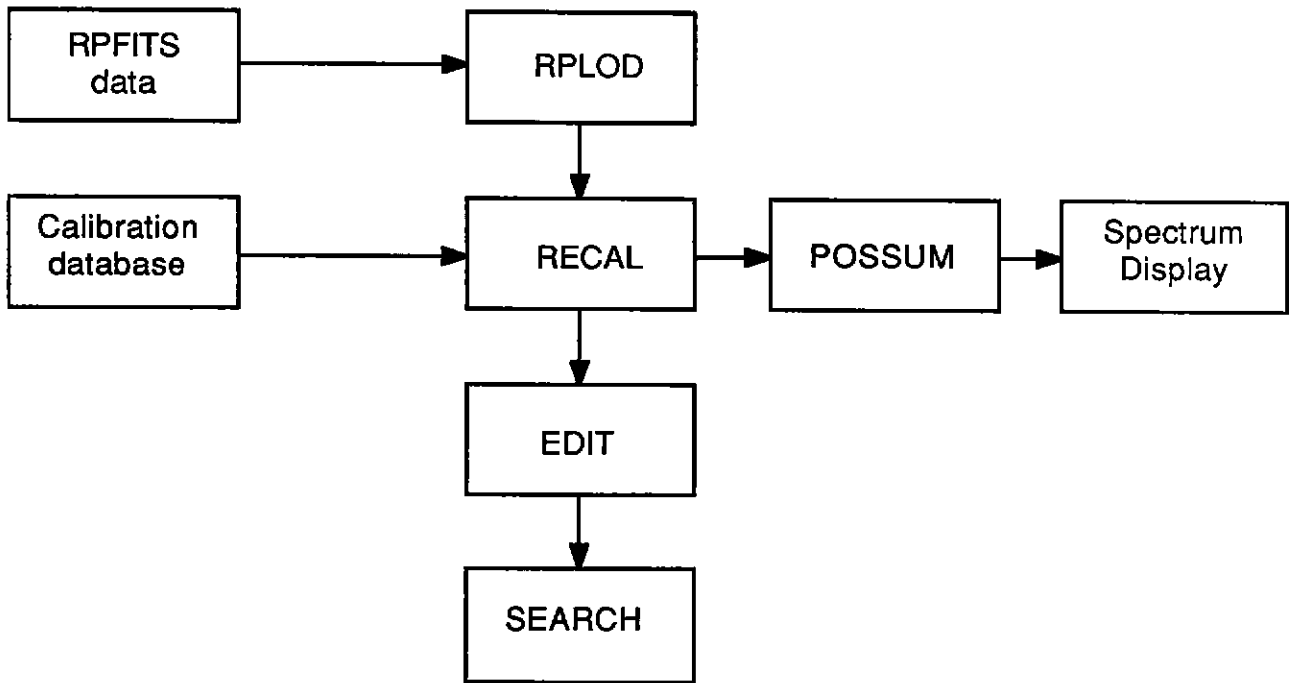 RPFITS
data
RPLOD
Calibration
database
RECAL
POSSUM
Spectrum
Display
EDIT
SEARCH